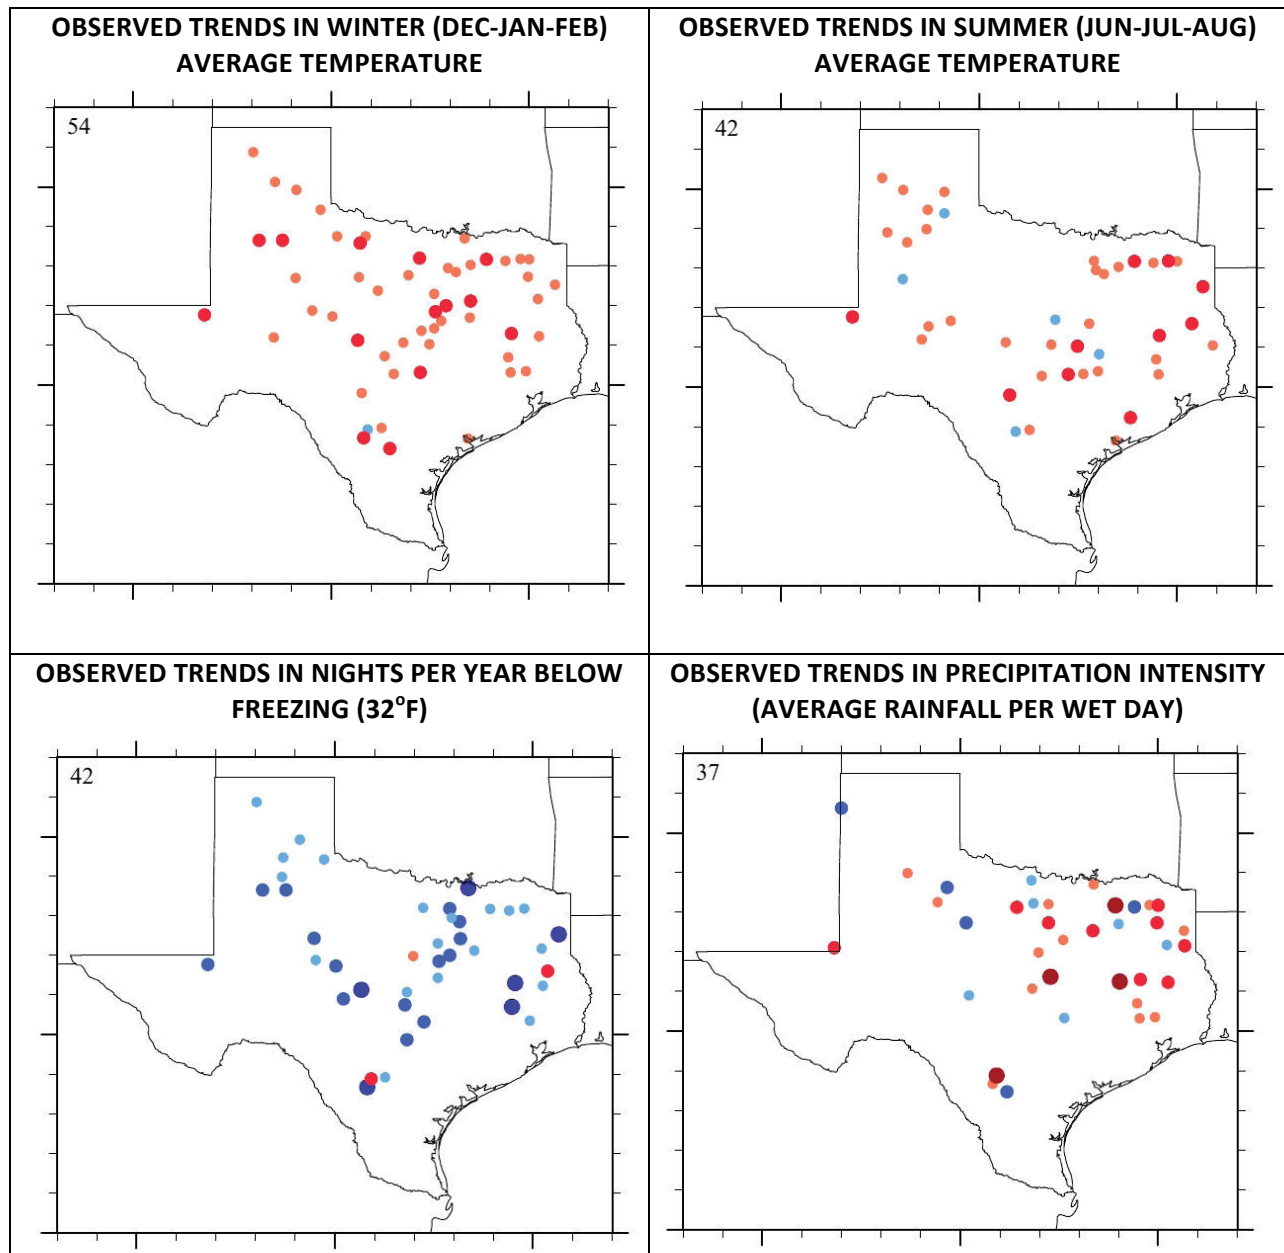 OBSERVED TRENDS IN WINTER (DEC-JAN-FEB)
AVERAGE TEMPERATURE
54
OBSERVED TRENDS IN SUMMER (JUN-JUL-AUG)
AVERAGE TEMPERATURE
42
OBSERVED TRENDS IN NIGHTS PER YEAR BELOW
FREEZING (32°F)
42
OBSERVED TRENDS IN PRECIPITATION INTENSITY
(AVERAGE RAINFALL PER WET DAY)
37